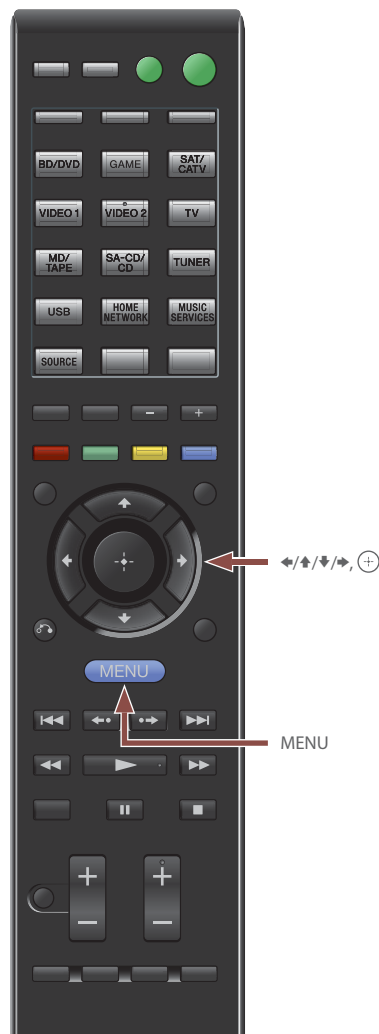 BD/DVD GAME SAT/
CATV
VIDEO 1 VIDEO 2 TV
MD/
TAPE SA-CD/
CD TUNER
USB HOME
NETWORK MUSIC
SERVICES
SOURCE
− +
←/↑/↓/→, ⊕
MENU
MENU
+ +
− −